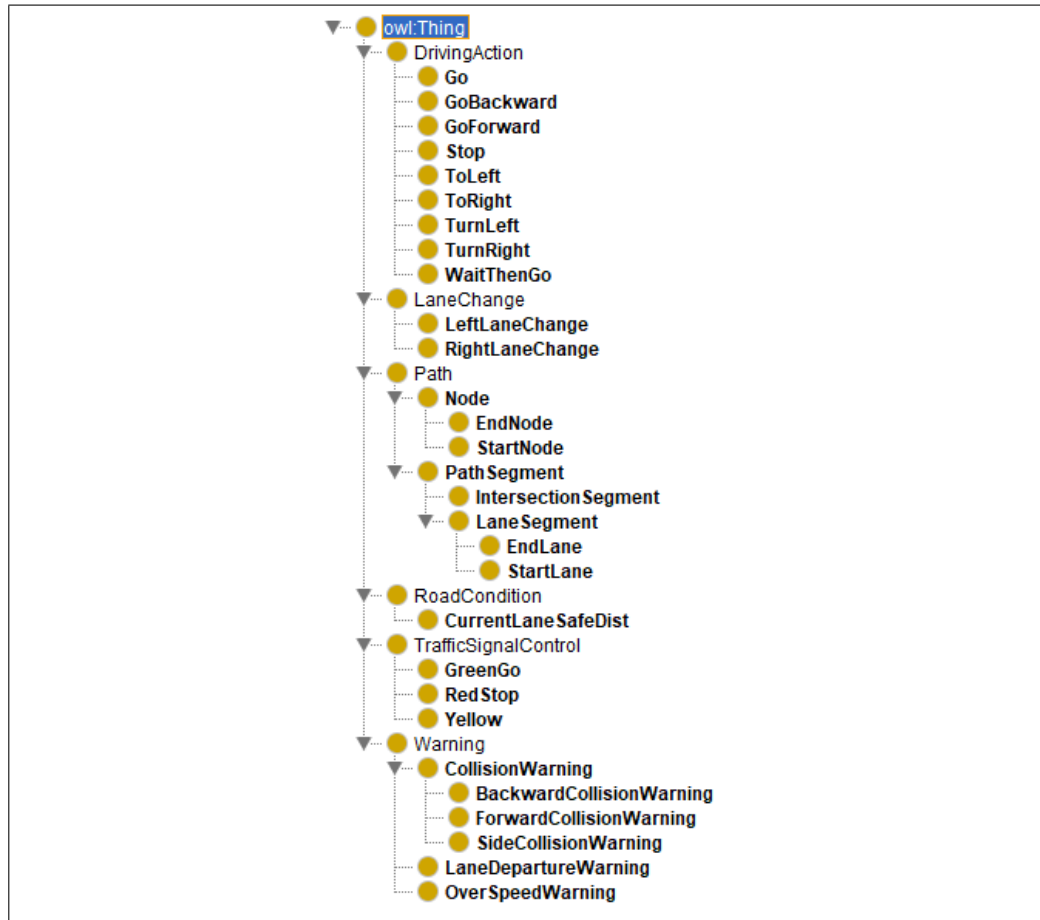 owl:Thing
DrivingAction
Go
GoBackward
GoForward
Stop
ToLeft
ToRight
TurnLeft
TurnRight
WaitThenGo
LaneChange
LeftLaneChange
RightLaneChange
Path
Node
EndNode
StartNode
PathSegment
IntersectionSegment
LaneSegment
EndLane
StartLane
RoadCondition
CurrentLaneSafeDist
TrafficSignalControl
GreenGo
RedStop
Yellow
Warning
CollisionWarning
BackwardCollisionWarning
ForwardCollisionWarning
SideCollisionWarning
LaneDepartureWarning
OverSpeedWarning